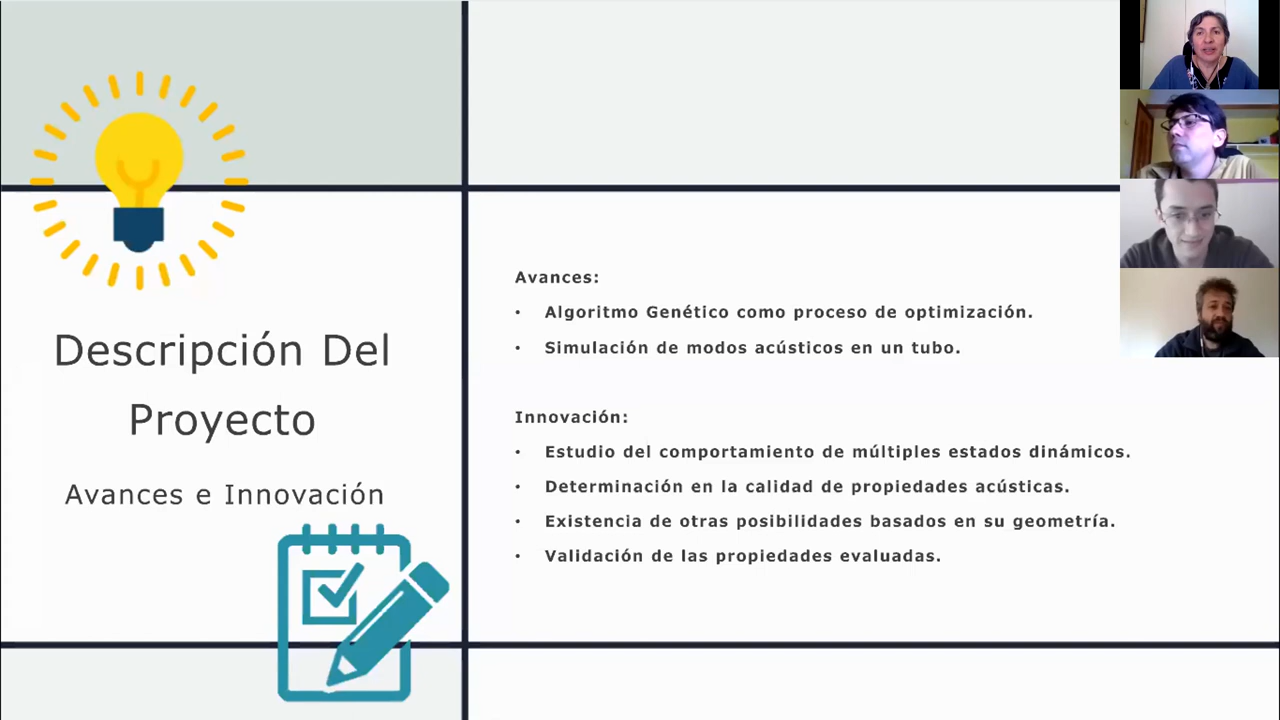 Descripción Del
Proyecto
Avances e Innovación
Avances:
• Algoritmo Genético como proceso de optimización.
• Simulación de modos acústicos en un tubo.
Innovación:
• Estudio del comportamiento de múltiples estados dinámicos.
• Determinación en la calidad de propiedades acústicas.
• Existencia de otras posibilidades basados en su geometría.
• Validación de las propiedades evaluadas.